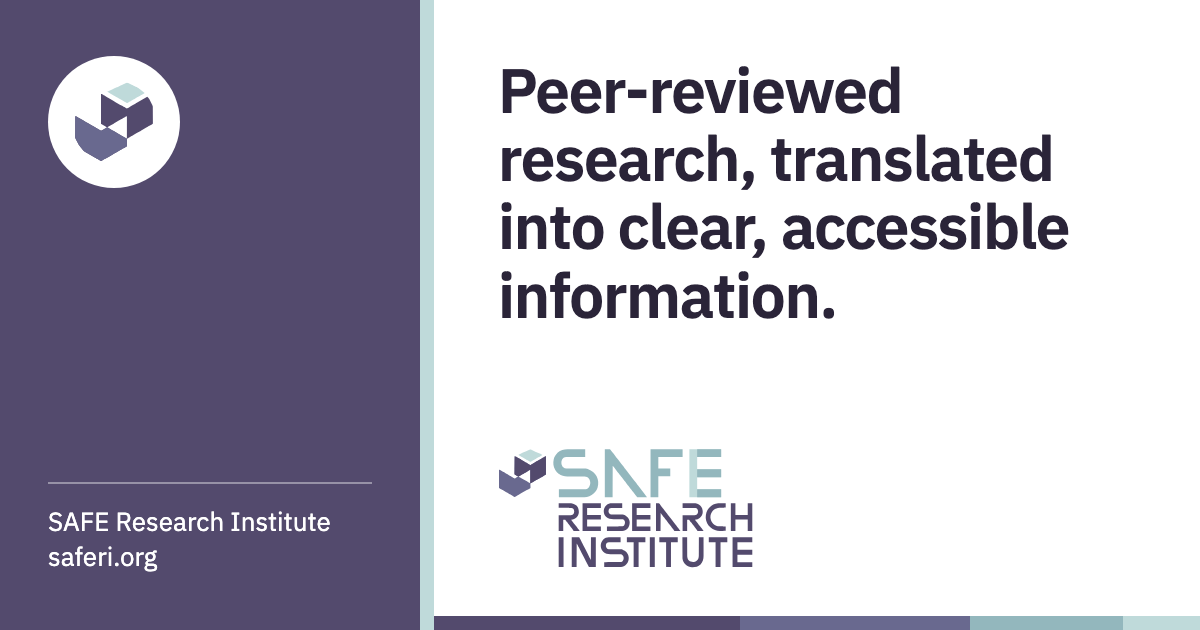 Peer-reviewed
research, translated
into clear, accessible
information.
SAFE
RESEARCH
INSTITUTE
SAFE Research Institute
saferi.org